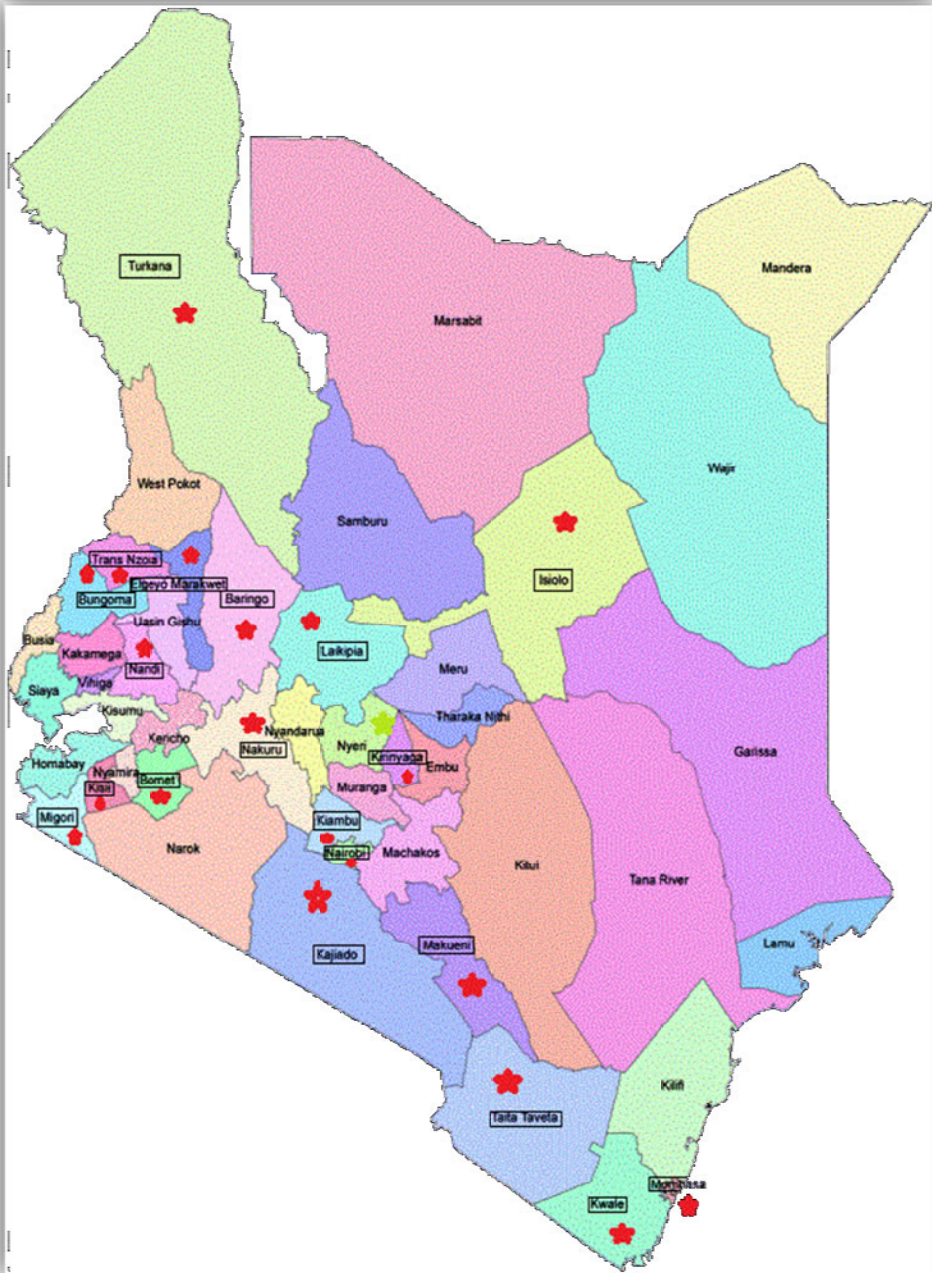 Turkana
Mandera
Marsabit
Wajir
West Pokot
Samburu
Trans Nzoia
Isiolo
Elgeyo Marakwet
Bungoma
Baringo
Uasin Gishu
Busia
Kakamega
Laikipia
Nandi
Meru
Vihiga
Siaya
Kisumu
Tharaka Nithi
Nyandarua
Kericho
Nyeri
Nakuru
Garissa
Kirinyaga
Homabay
Embu
Nyamira
Bomet
Kisii
Muranga
Migori
Kiambu
Narok
Nairobi
Machakos
Kitui
Tana River
Makueni
Lamu
Kajiado
Kilifi
Taita Taveta
Mombasa
Kwale